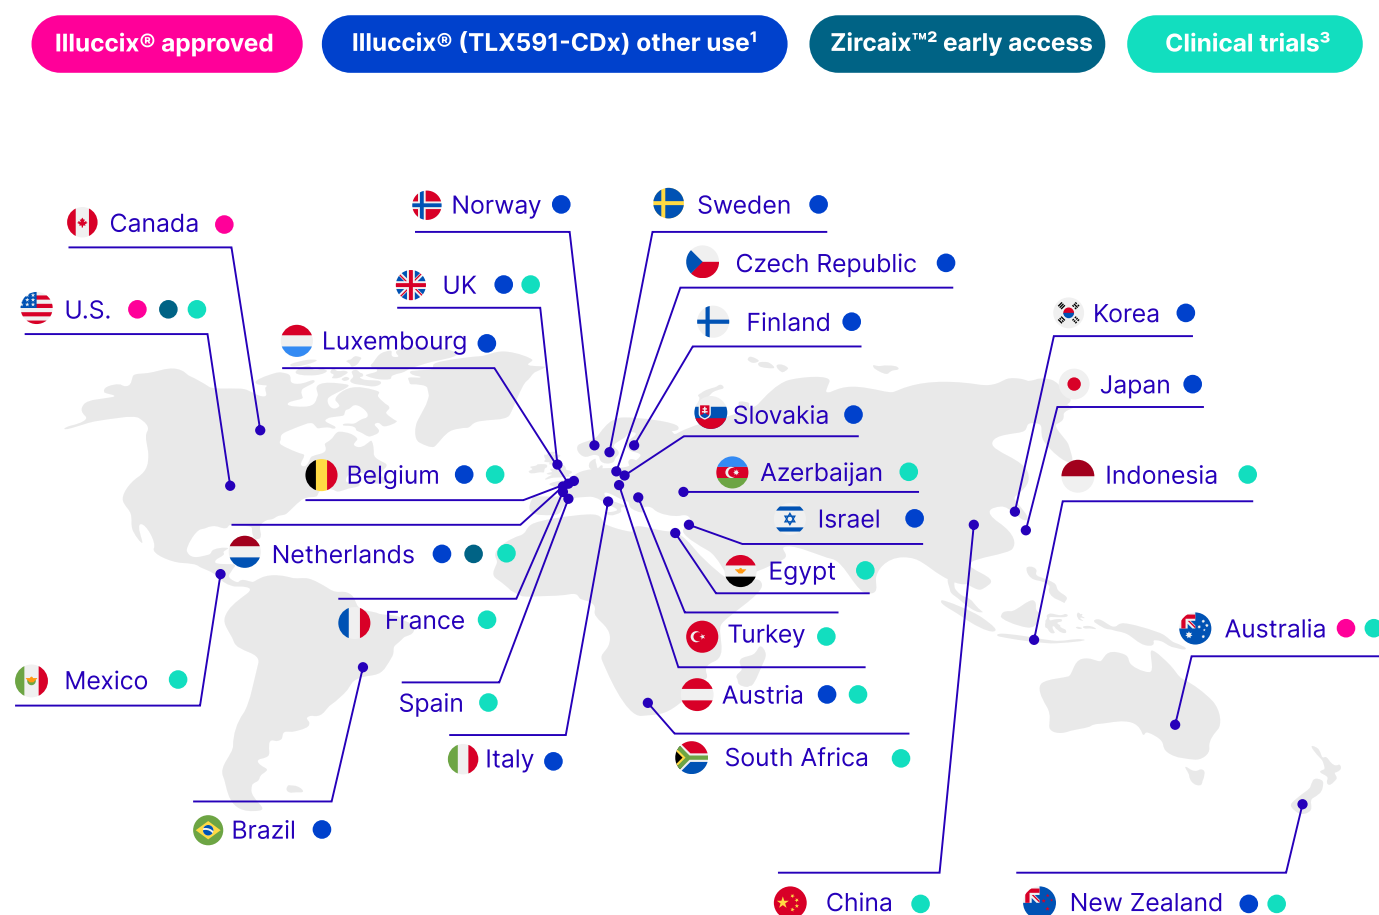 Illuccix® approved
Illuccix® (TLX591-CDx) other use¹
Zircaix™² early access
Clinical trials³
Norway
Sweden
Canada
Czech Republic
UK
U.S.
Korea
Finland
Luxembourg
Japan
Slovakia
Belgium
Azerbaijan
Indonesia
Israel
Netherlands
Egypt
France
Australia
Turkey
Mexico
Spain
Austria
Italy
South Africa
Brazil
China
New Zealand